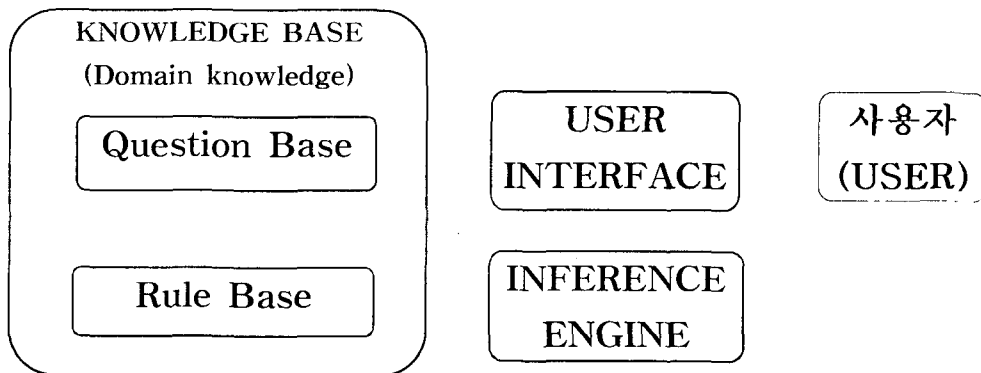 KNOWLEDGE BASE
(Domain knowledge)
Question Base
Rule Base
USER
INTERFACE
INFERENCE
ENGINE
사용자
(USER)